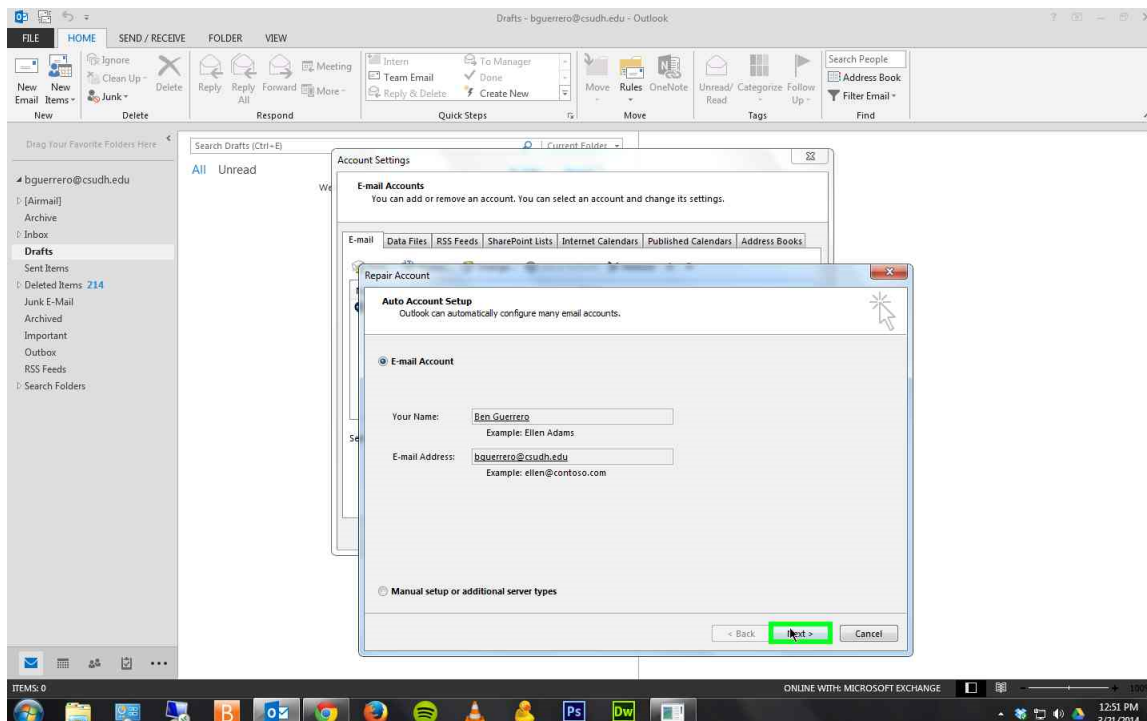 Drafts - bguerrero@csudh.edu - Outlook
FILE HOME SEND / RECEIVE FOLDER VIEW
New Email
New Items
Ignore
Clean Up
Junk
Delete
Reply
Reply All
Forward
Meeting
More
Intern
Team Email
Reply & Delete
To Manager
Done
Create New
Move
Rules
OneNote
Unread/ Read
Categorize
Follow Up
Search People
Address Book
Filter Email
New Delete Respond Quick Steps Move Tags Find
Drag Your Favorite Folders Here
bguerrero@csudh.edu
[Airmail]
Archive
Inbox
Drafts
Sent Items
Deleted Items 214
Junk E-Mail
Archived
Important
Outbox
RSS Feeds
Search Folders
Search Drafts (Ctrl+E) Current Folder
All Unread
We
Account Settings
E-mail Accounts
You can add or remove an account. You can select an account and change its settings.
E-mail Data Files RSS Feeds SharePoint Lists Internet Calendars Published Calendars Address Books
Se
Repair Account
Auto Account Setup
Outlook can automatically configure many email accounts.
E-mail Account
Your Name: Ben Guerrero
Example: Ellen Adams
E-mail Address: bguerrero@csudh.edu
Example: ellen@contoso.com
Manual setup or additional server types
< Back Next > Cancel
ITEMS: 0 ONLINE WITH: MICROSOFT EXCHANGE
B Ps Dw
12:51 PM